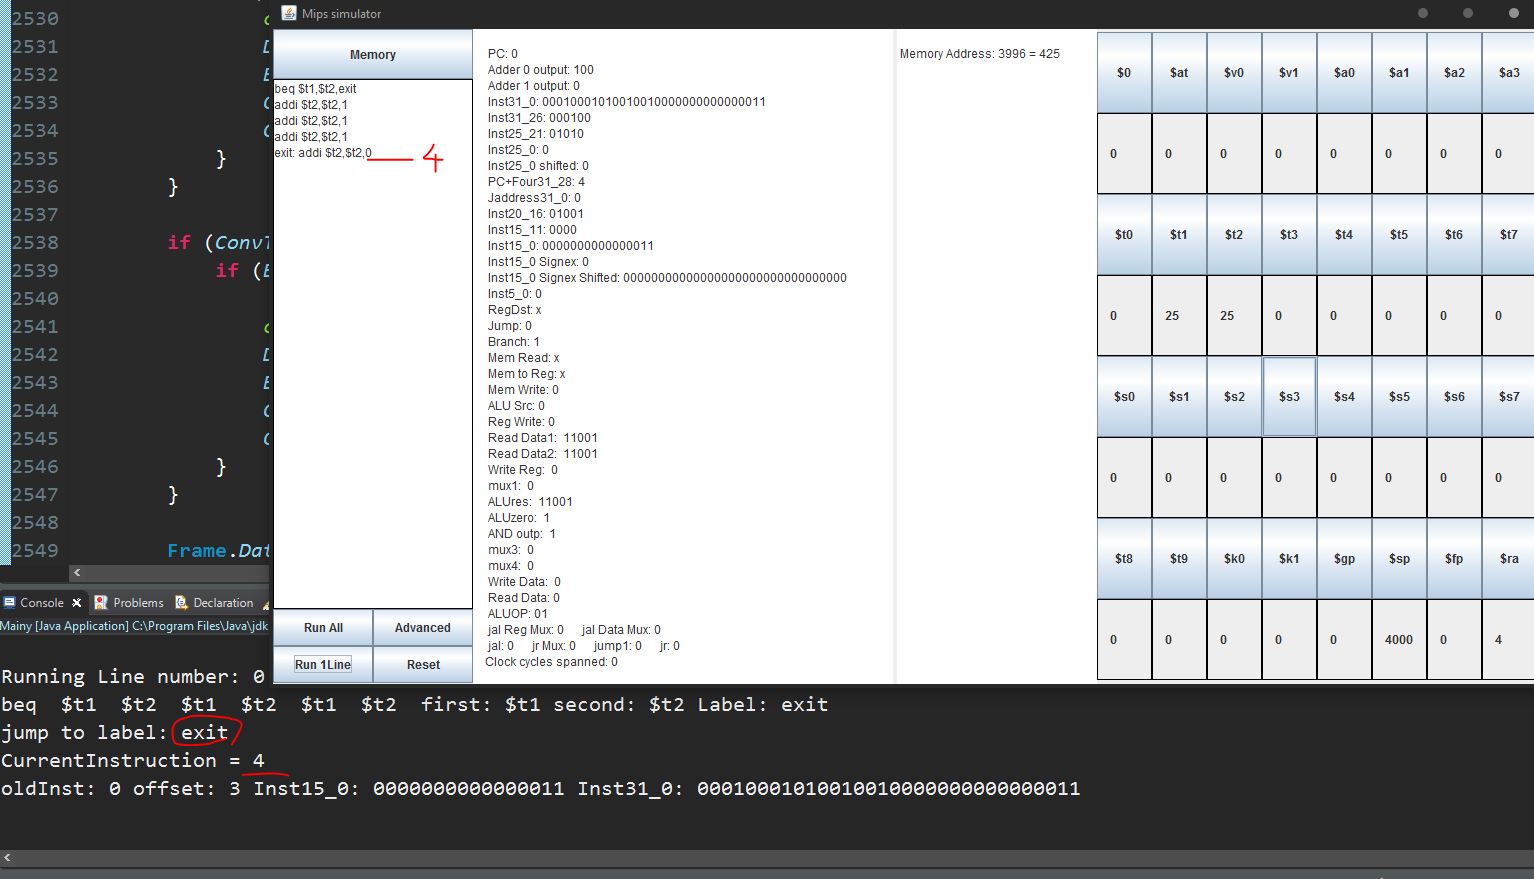 Mips simulator
2530
2531
2532
2533
2534
2535 }
2536 }
2537
2538 if (Conv
2539 if (
2540
2541
2542
2543
2544
2545
2546 }
2547 }
2548
2549 Frame.Dat
Memory
beq $t1,$t2,exit
addi $t2,$t2,1
addi $t2,$t2,1
addi $t2,$t2,1
exit: addi $t2,$t2,0
4
Run All
Advanced
Run 1Line
Reset
PC: 0
Adder 0 output: 100
Adder 1 output: 0
Inst31_0: 00010001010010010000000000000011
Inst31_26: 000100
Inst25_21: 01010
Inst25_0: 0
Inst25_0 shifted: 0
PC+Four31_28: 4
Jaddress31_0: 0
Inst20_16: 01001
Inst15_11: 0000
Inst15_0: 0000000000000011
Inst15_0 Signex: 0
Inst15_0 Signex Shifted: 00000000000000000000000000000000
Inst5_0: 0
RegDst: x
Jump: 0
Branch: 1
Mem Read: x
Mem to Reg: x
Mem Write: 0
ALU Src: 0
Reg Write: 0
Read Data1: 11001
Read Data2: 11001
Write Reg: 0
mux1: 0
ALUres: 11001
ALUzero: 1
AND outp: 1
mux3: 0
mux4: 0
Write Data: 0
Read Data: 0
ALUOP: 01
jal Reg Mux: 0 jal Data Mux: 0
jal: 0 jr Mux: 0 jump1: 0 jr: 0
Clock cycles spanned: 0
Memory Address: 3996 = 425
$0 $at $v0 $v1 $a0 $a1 $a2 $a3
0 0 0 0 0 0 0 0
$t0 $t1 $t2 $t3 $t4 $t5 $t6 $t7
0 25 25 0 0 0 0 0
$s0 $s1 $s2 $s3 $s4 $s5 $s6 $s7
0 0 0 0 0 0 0 0
$t8 $t9 $k0 $k1 $gp $sp $fp $ra
0 0 0 0 0 4000 0 4
Console Problems Declaration
Mainy [Java Application] C:\Program Files\Java\jdk
Running Line number: 0
beq $t1 $t2 $t1 $t2 $t1 $t2 first: $t1 second: $t2 Label: exit
jump to label: exit
CurrentInstruction = 4
oldInst: 0 offset: 3 Inst15_0: 0000000000000011 Inst31_0: 00010001010010010000000000000011